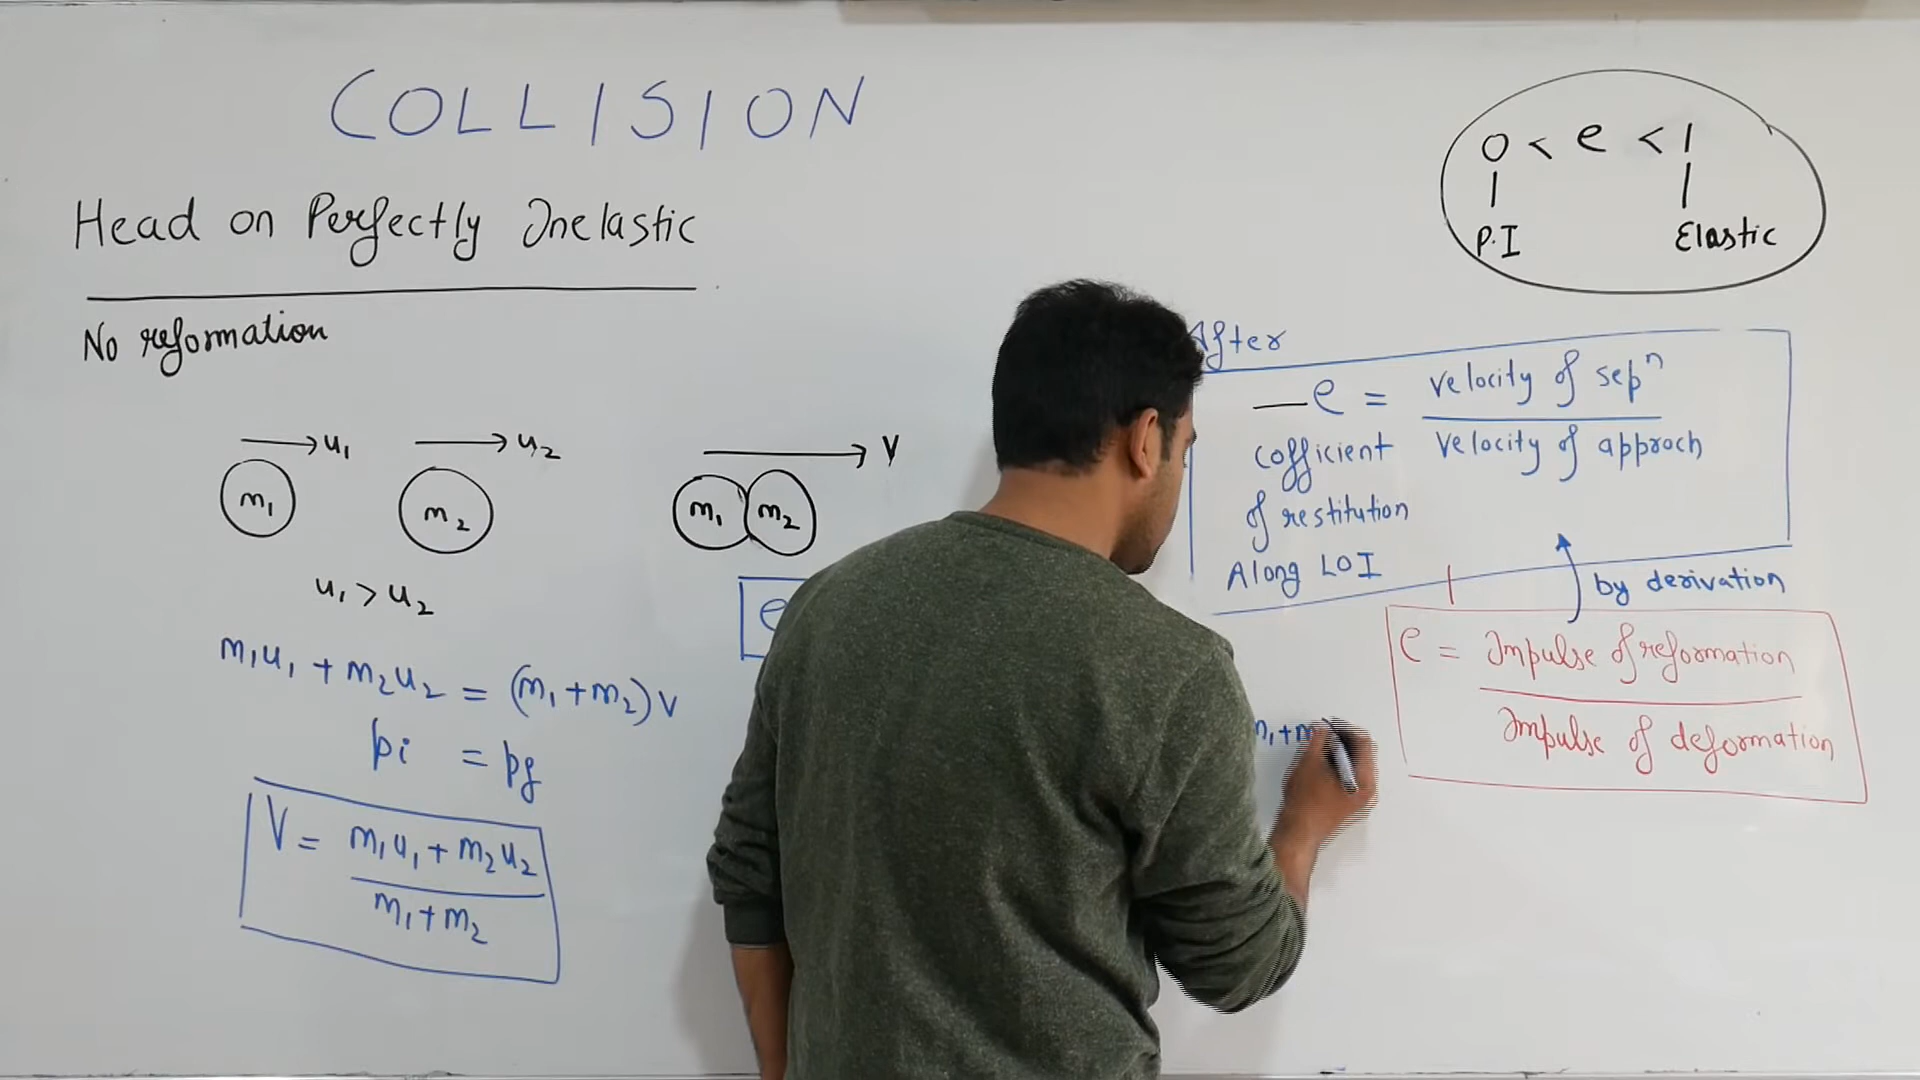 COLLISION
Head on Perfectly Inelastic
No reformation
u₁
u₂
V
m₁
m₂
m₁
m₂
u₁ > u₂
m₁u₁ + m₂u₂ = (m₁+m₂)v
pi = pf
V = m₁u₁ + m₂u₂
m₁+m₂
e
0 < e < 1
P.I
Elastic
After
e = velocity of sepⁿ
velocity of approch
cofficient
of restitution
Along LOI
by derivation
e = Impulse of reformation
Impulse of deformation